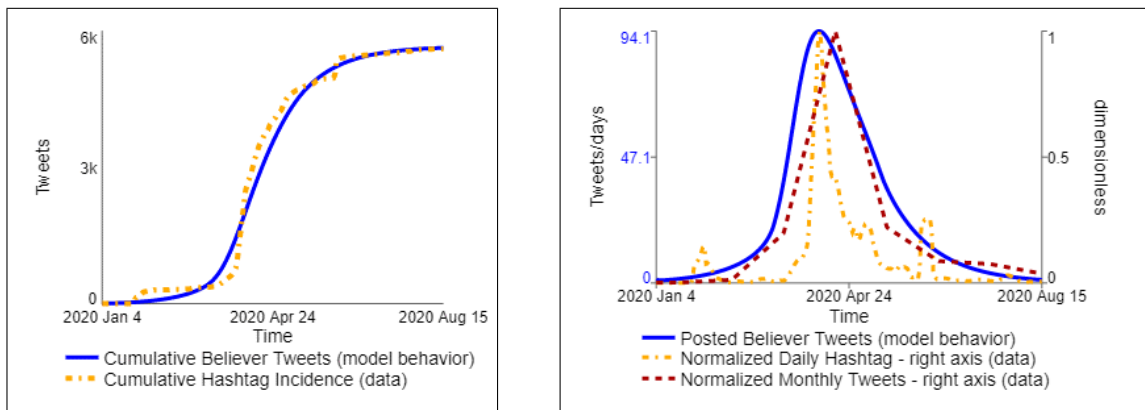 6k
3k
0
Tweets
2020 Jan 4
2020 Apr 24
2020 Aug 15
Time
Cumulative Believer Tweets (model behavior)
Cumulative Hashtag Incidence (data)
94.1
47.1
0
Tweets/days
1
0.5
0
dimensionless
2020 Jan 4
2020 Apr 24
2020 Aug 15
Time
Posted Believer Tweets (model behavior)
Normalized Daily Hashtag - right axis (data)
Normalized Monthly Tweets - right axis (data)